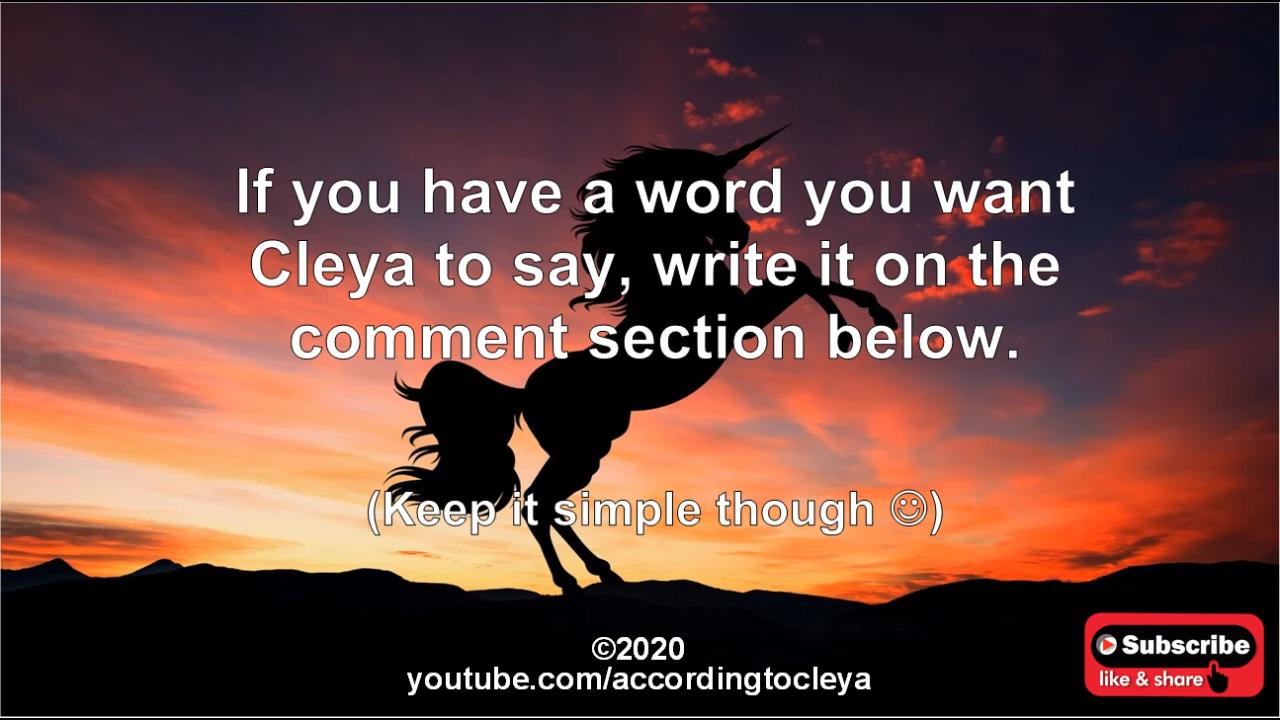 If you have a word you want
Cleya to say, write it on the
comment section below.
(Keep it simple though ☺)
©2020
youtube.com/accordingtocleya
Subscribe
like & share